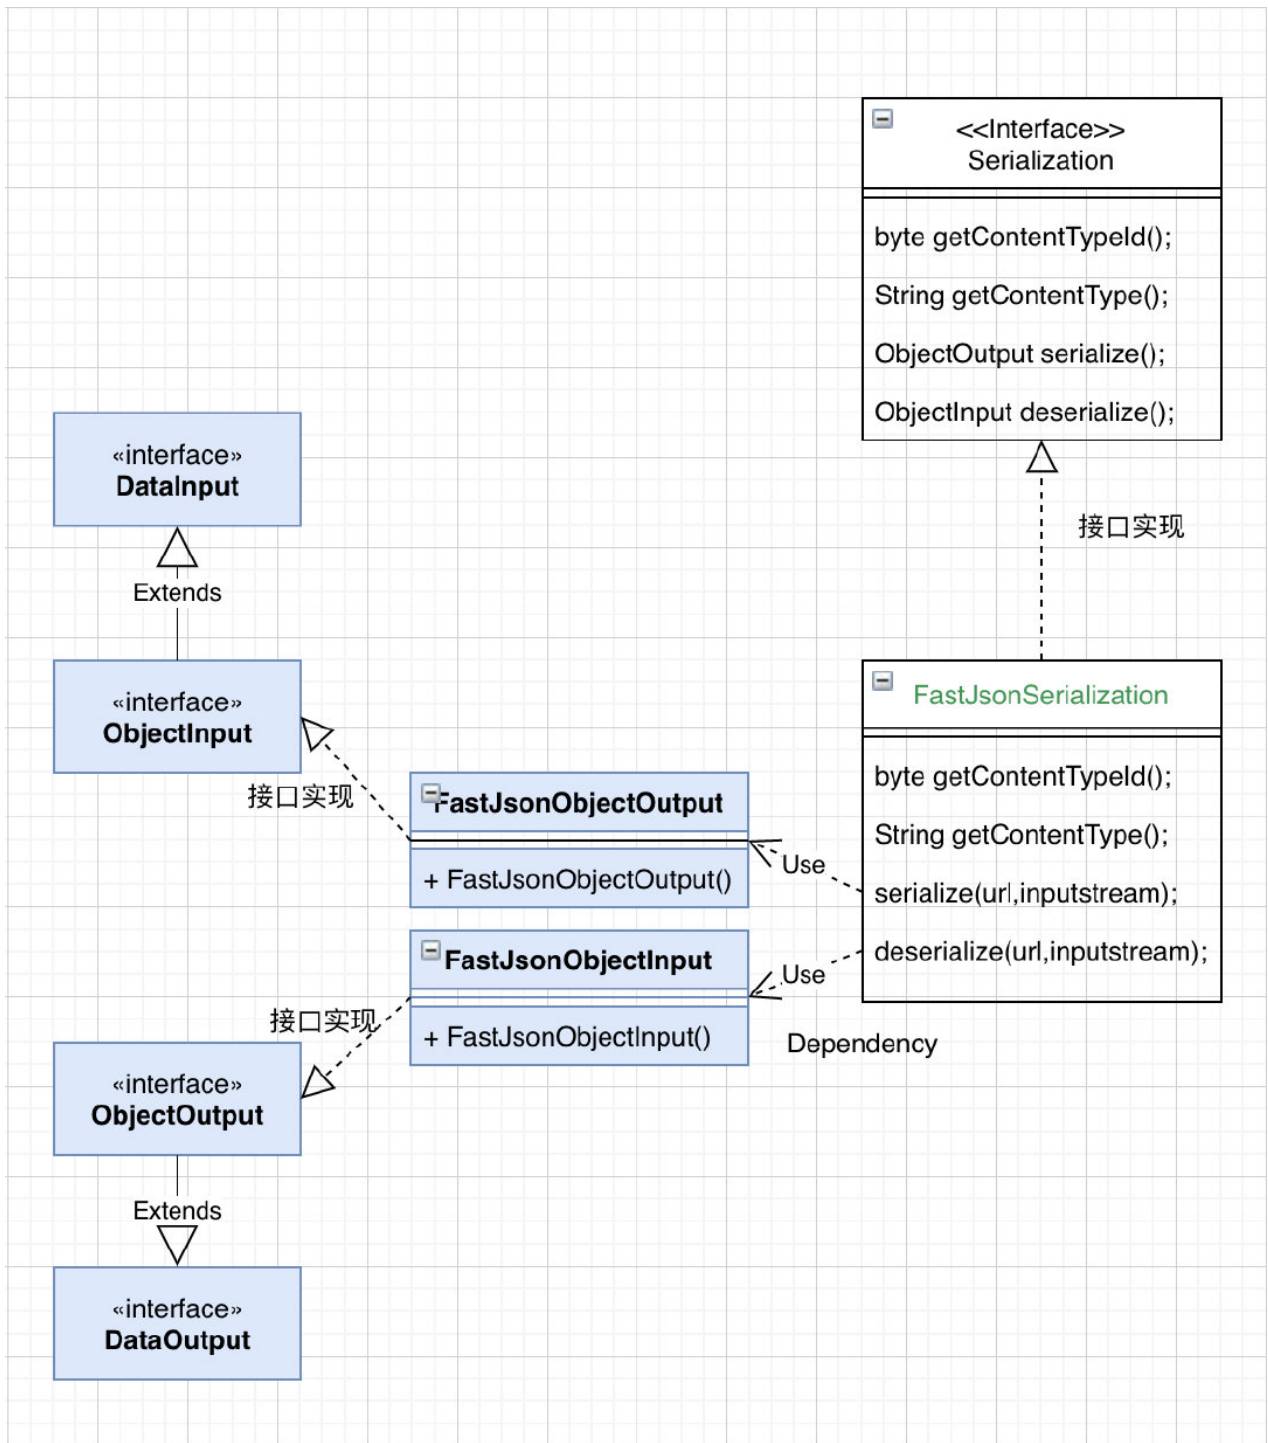 <<Interface>>
Serialization
byte getContentTypeId();
String getContentType();
ObjectOutput serialize();
ObjectInput deserialize();
«interface»
DataInput
接口实现
Extends
«interface»
ObjectInput
FastJsonSerialization
接口实现
byte getContentTypeId();
String getContentType();
serialize(url,inputstream);
deserialize(url,inputstream);
FastJsonObjectOutput
+ FastJsonObjectOutput()
Use
FastJsonObjectInput
+ FastJsonObjectInput()
Use
接口实现
Dependency
«interface»
ObjectOutput
Extends
«interface»
DataOutput